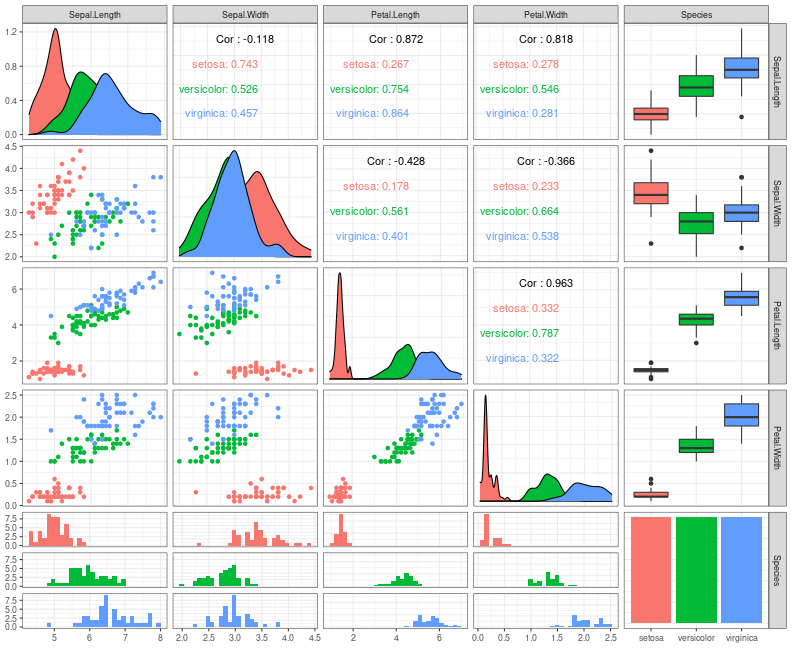 Sepal.Length Sepal.Width Petal.Length Petal.Width Species
1.2
0.8
0.4
0.0
Cor : -0.118
setosa: 0.743
versicolor: 0.526
virginica: 0.457
Cor : 0.872
setosa: 0.267
versicolor: 0.754
virginica: 0.864
Cor : 0.818
setosa: 0.278
versicolor: 0.546
virginica: 0.281
Sepal.Length
4.5
4.0
3.5
3.0
2.5
2.0
Cor : -0.428
setosa: 0.178
versicolor: 0.561
virginica: 0.401
Cor : -0.366
setosa: 0.233
versicolor: 0.664
virginica: 0.538
Sepal.Width
6
4
2
Cor : 0.963
setosa: 0.332
versicolor: 0.787
virginica: 0.322
Petal.Length
2.5
2.0
1.5
1.0
0.5
0.0
Petal.Width
7.5
5.0
2.5
0.0
7.5
5.0
2.5
0.0
7.5
5.0
2.5
0.0
Species
5 6 7 8 2.0 2.5 3.0 3.5 4.0 4.5 2 4 6 0.0 0.5 1.0 1.5 2.0 2.5 setosa versicolor virginica